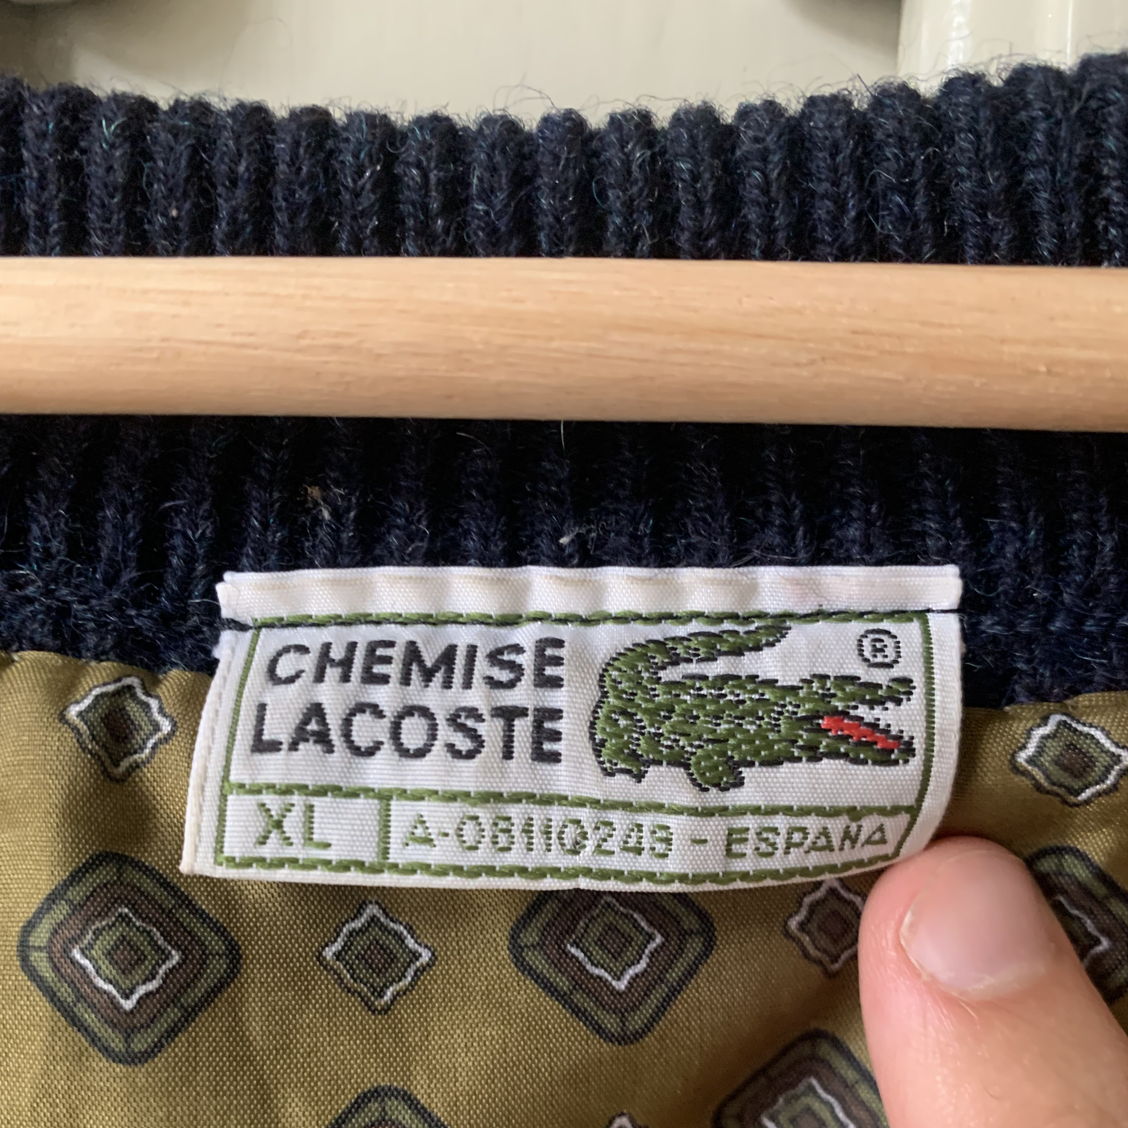 CHEMISE ®
LACOSTE
XL A-08110249 - ESPAÑA